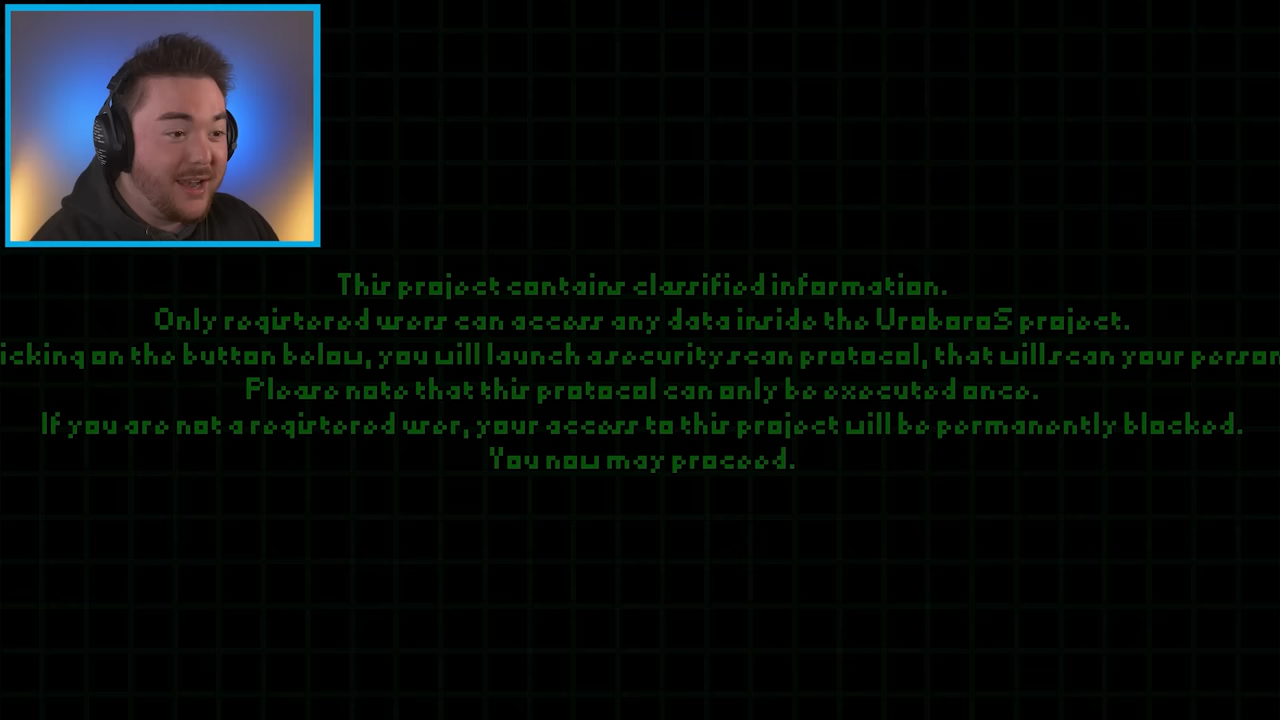 This project contains classified information.
Only registered users can access any data inside the UroboroS project.
icking on the button below, you will launch a security scan protocol, that will scan your person
Please note that this protocol can only be executed once.
If you are not a registered user, your access to this project will be permanently blocked.
You now may proceed.